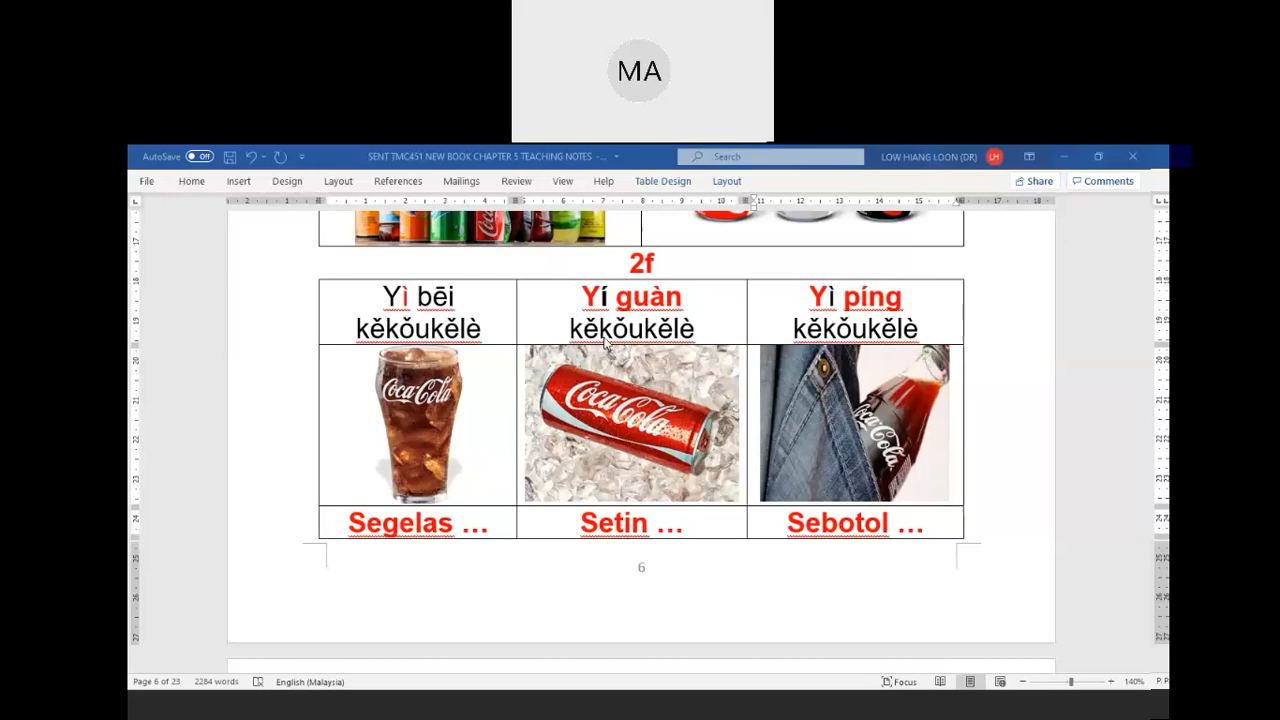 MA
AutoSave Off
SENT TMC451 NEW BOOK CHAPTER 5 TEACHING NOTES -...
Search
LOW HIANG LOON (DR) LH
File Home Insert Design Layout References Mailings Review View Help Table Design Layout
Share Comments
2f
Yì bēi
kěkǒukělè
Yí guàn
kěkǒukělè
Yì píng
kěkǒukělè
Coca-Cola
Coca-Cola
Coca-Cola
Segelas …
Setin …
Sebotol …
6
Page 6 of 23 2284 words English (Malaysia) Focus 140%